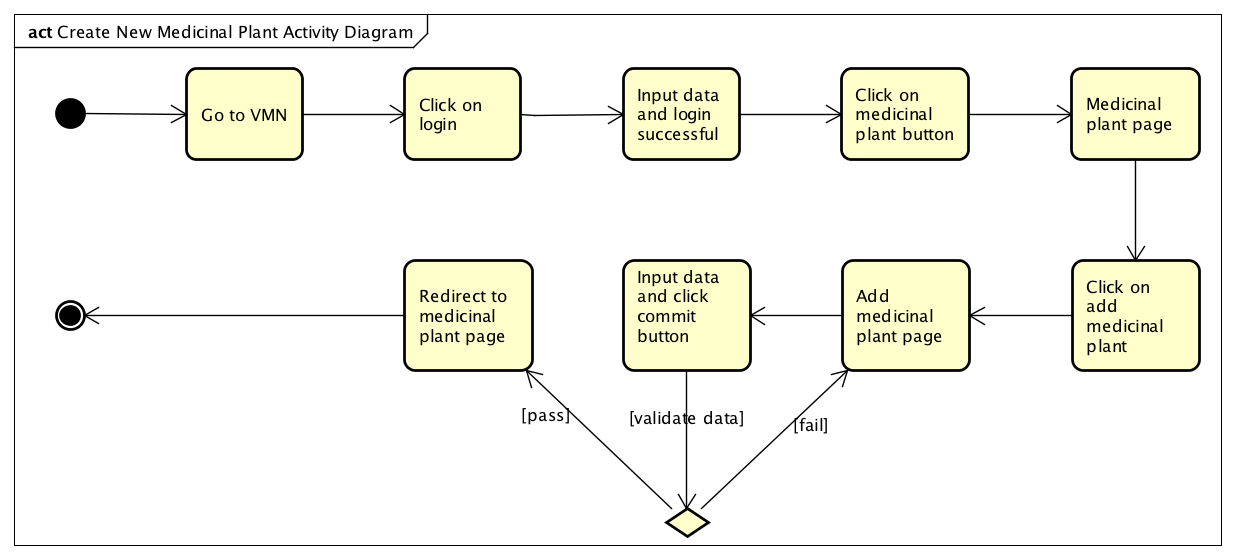 act Create New Medicinal Plant Activity Diagram
Go to VMN
Click on
login
Input data
and login
successful
Click on
medicinal
plant button
Medicinal
plant page
Redirect to
medicinal
plant page
Input data
and click
commit
button
Add
medicinal
plant page
Click on
add
medicinal
plant
[pass]
[validate data]
[fail]